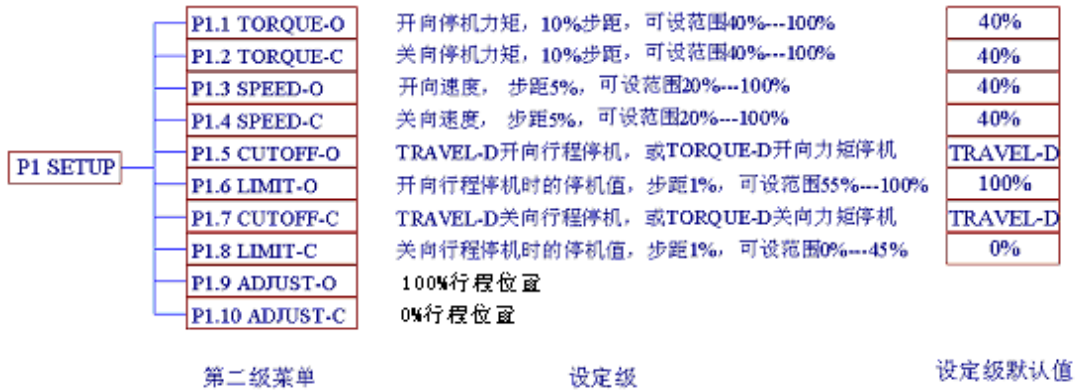 P1.1 TORQUE-O 开向停机力矩，10%步距，可设范围40%---100% 40%
P1.2 TORQUE-C 关向停机力矩，10%步距，可设范围40%---100% 40%
P1.3 SPEED-O 开向速度， 步距5%，可设范围20%---100% 40%
P1.4 SPEED-C 关向速度， 步距5%，可设范围20%---100% 40%
P1 SETUP
P1.5 CUTOFF-O TRAVEL-D开向行程停机，或TORQUE-D开向力矩停机 TRAVEL-D
P1.6 LIMIT-O 开向行程停机时的停机值，步距1%，可设范围55%---100% 100%
P1.7 CUTOFF-C TRAVEL-D关向行程停机，或TORQUE-D关向力矩停机 TRAVEL-D
P1.8 LIMIT-C 关向行程停机时的停机值，步距1%，可设范围0%---45% 0%
P1.9 ADJUST-O 100%行程位置
P1.10 ADJUST-C 0%行程位置
第二级菜单 设定级 设定级默认值